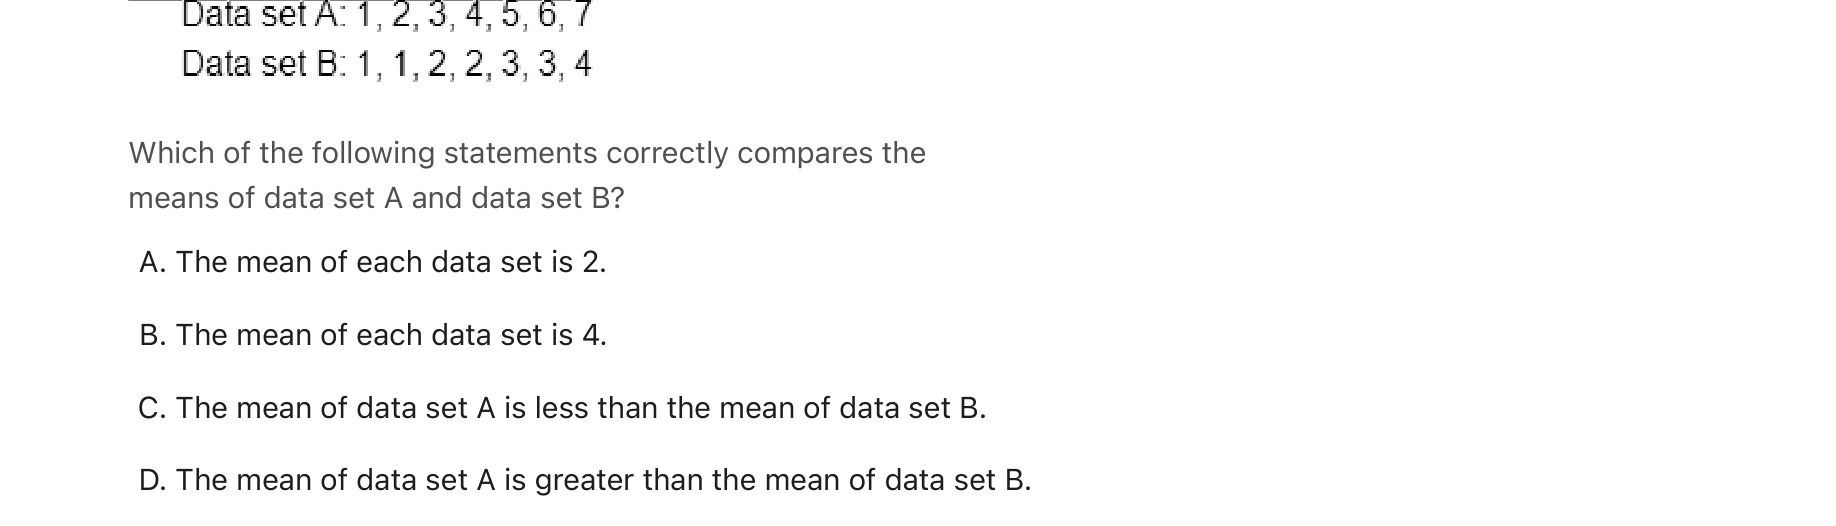 Data set A: 1, 2, 3, 4, 5, 6, 7
Data set B: 1, 1, 2, 2, 3, 3, 4
Which of the following statements correctly compares the
means of data set A and data set B?
A. The mean of each data set is 2.
B. The mean of each data set is 4.
C. The mean of data set A is less than the mean of data set B.
D. The mean of data set A is greater than the mean of data set B.